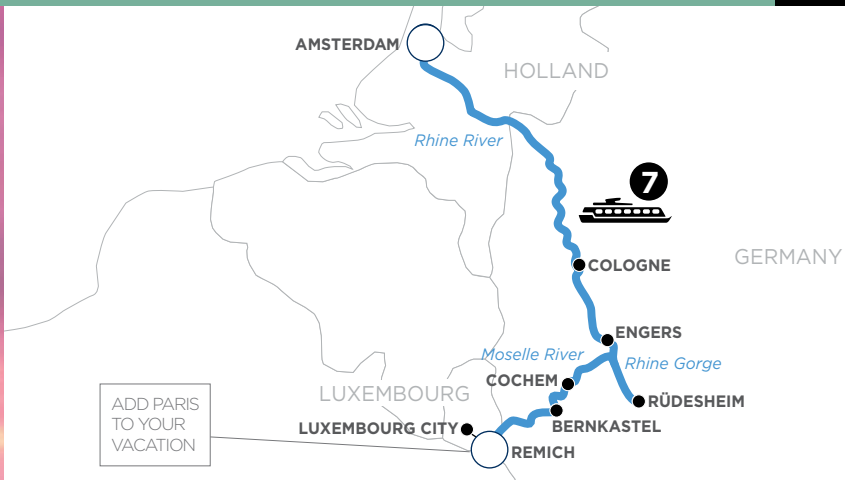 AMSTERDAM
HOLLAND
Rhine River
7
COLOGNE
GERMANY
ENGERS
Moselle River
Rhine Gorge
COCHEM
LUXEMBOURG
RÜDESHEIM
ADD PARIS
TO YOUR
VACATION
BERNKASTEL
LUXEMBOURG CITY
REMICH